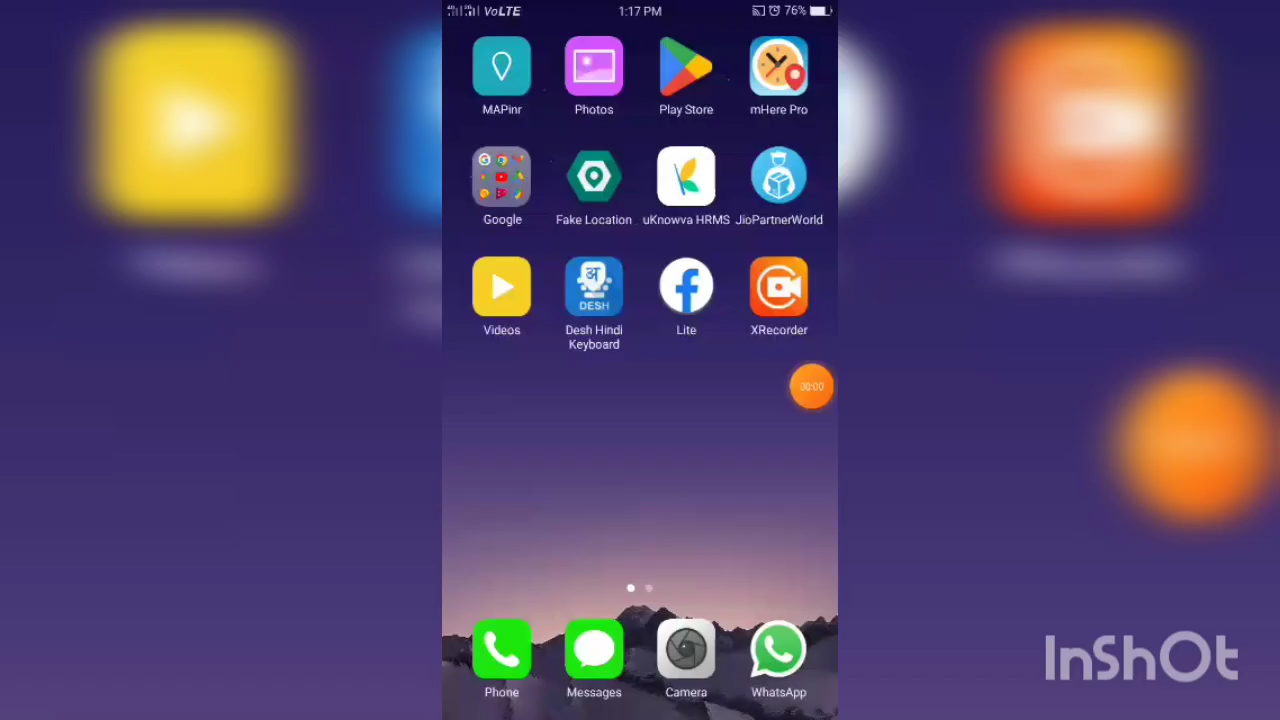 VoLTE 1:17 PM 76%
MAPinr Photos Play Store mHere Pro
Google Fake Location uKnowva HRMS JioPartnerWorld
अ
DESH
Videos Desh Hindi Lite XRecorder
Keyboard
00:00
InShOt
Phone Messages Camera WhatsApp